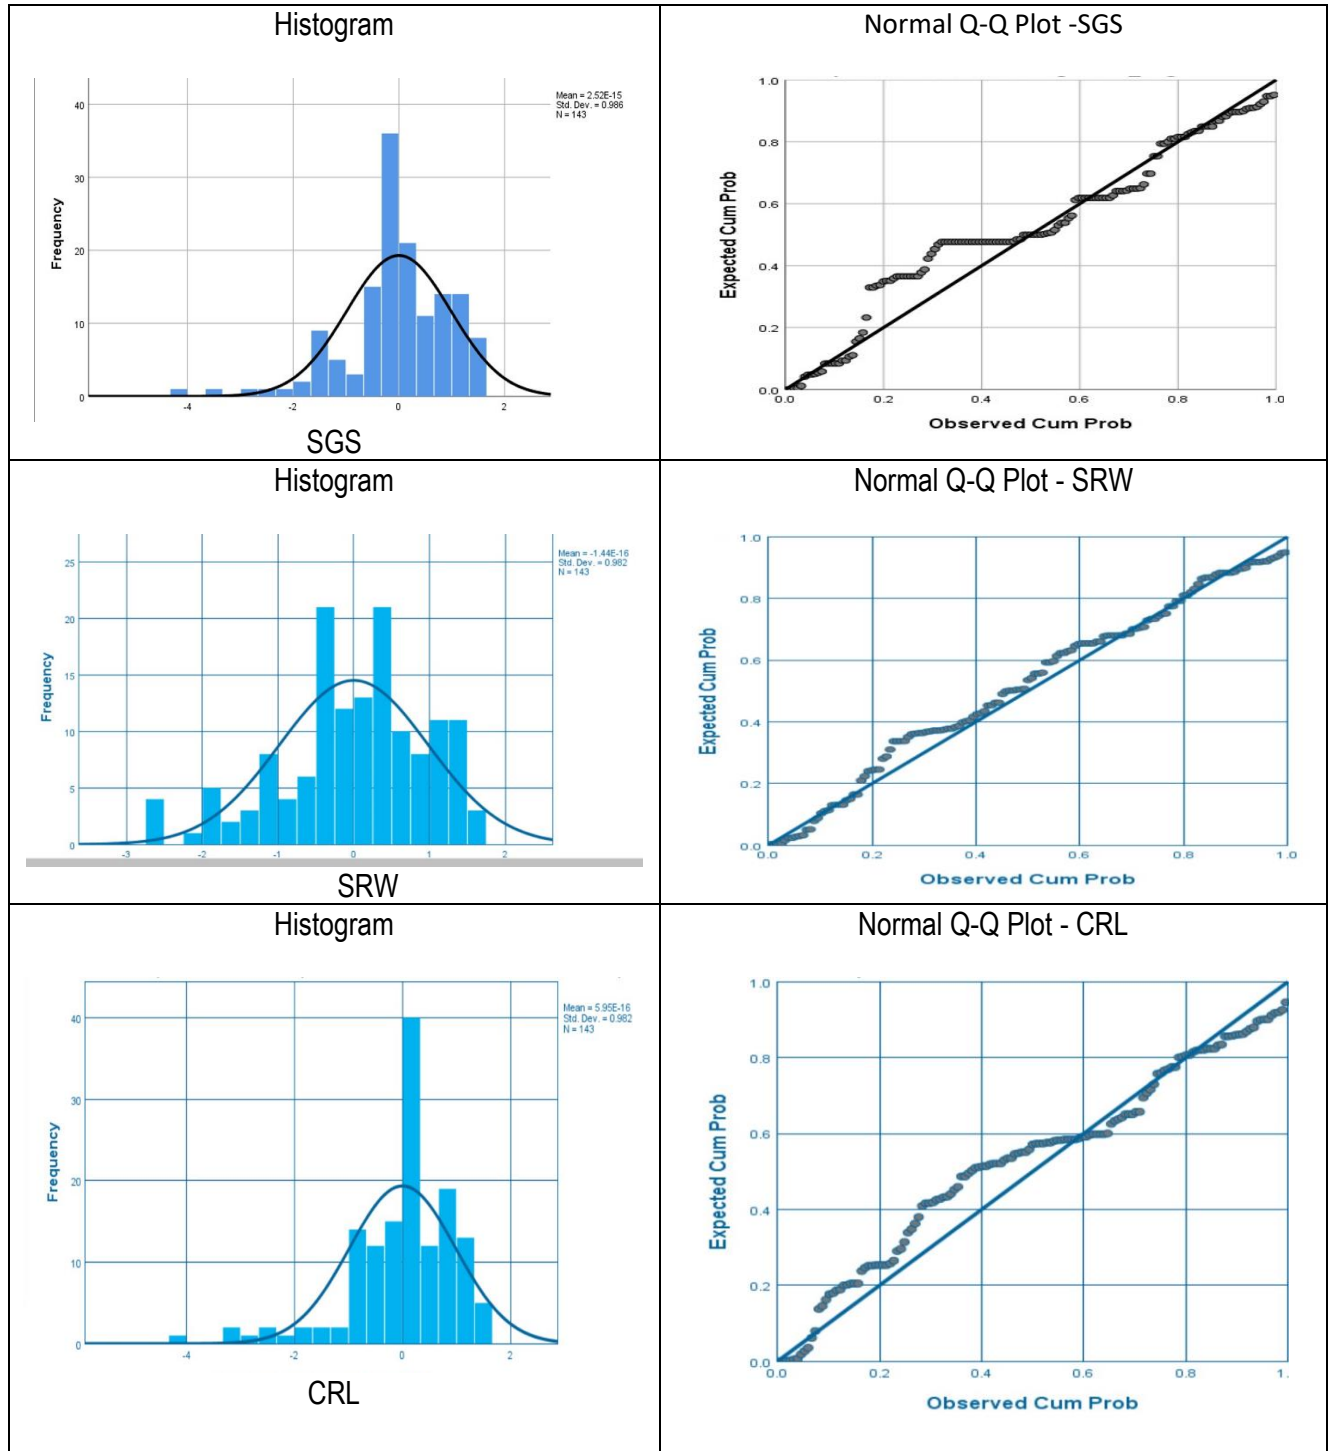 Histogram
Mean = 2.52E-15
Std. Dev. = 0.986
N = 143
40
30
20
10
0
Frequency
-4
-2
0
2
SGS
Normal Q-Q Plot -SGS
1.0
0.8
0.6
0.4
0.2
0.0
Expected Cum Prob
0.0
0.2
0.4
0.6
0.8
1.0
Observed Cum Prob
Histogram
Mean = -1.44E-16
Std. Dev. = 0.982
N = 143
25
20
15
10
5
0
Frequency
-3
-2
-1
0
1
2
SRW
Normal Q-Q Plot - SRW
1.0
0.8
0.6
0.4
0.2
0.0
Expected Cum Prob
0.0
0.2
0.4
0.6
0.8
1.0
Observed Cum Prob
Histogram
Mean = 5.95E-16
Std. Dev. = 0.982
N = 143
40
30
20
10
0
Frequency
-4
-2
0
2
CRL
Normal Q-Q Plot - CRL
1.0
0.8
0.6
0.4
0.2
0.0
Expected Cum Prob
0.0
0.2
0.4
0.6
0.8
1.
Observed Cum Prob